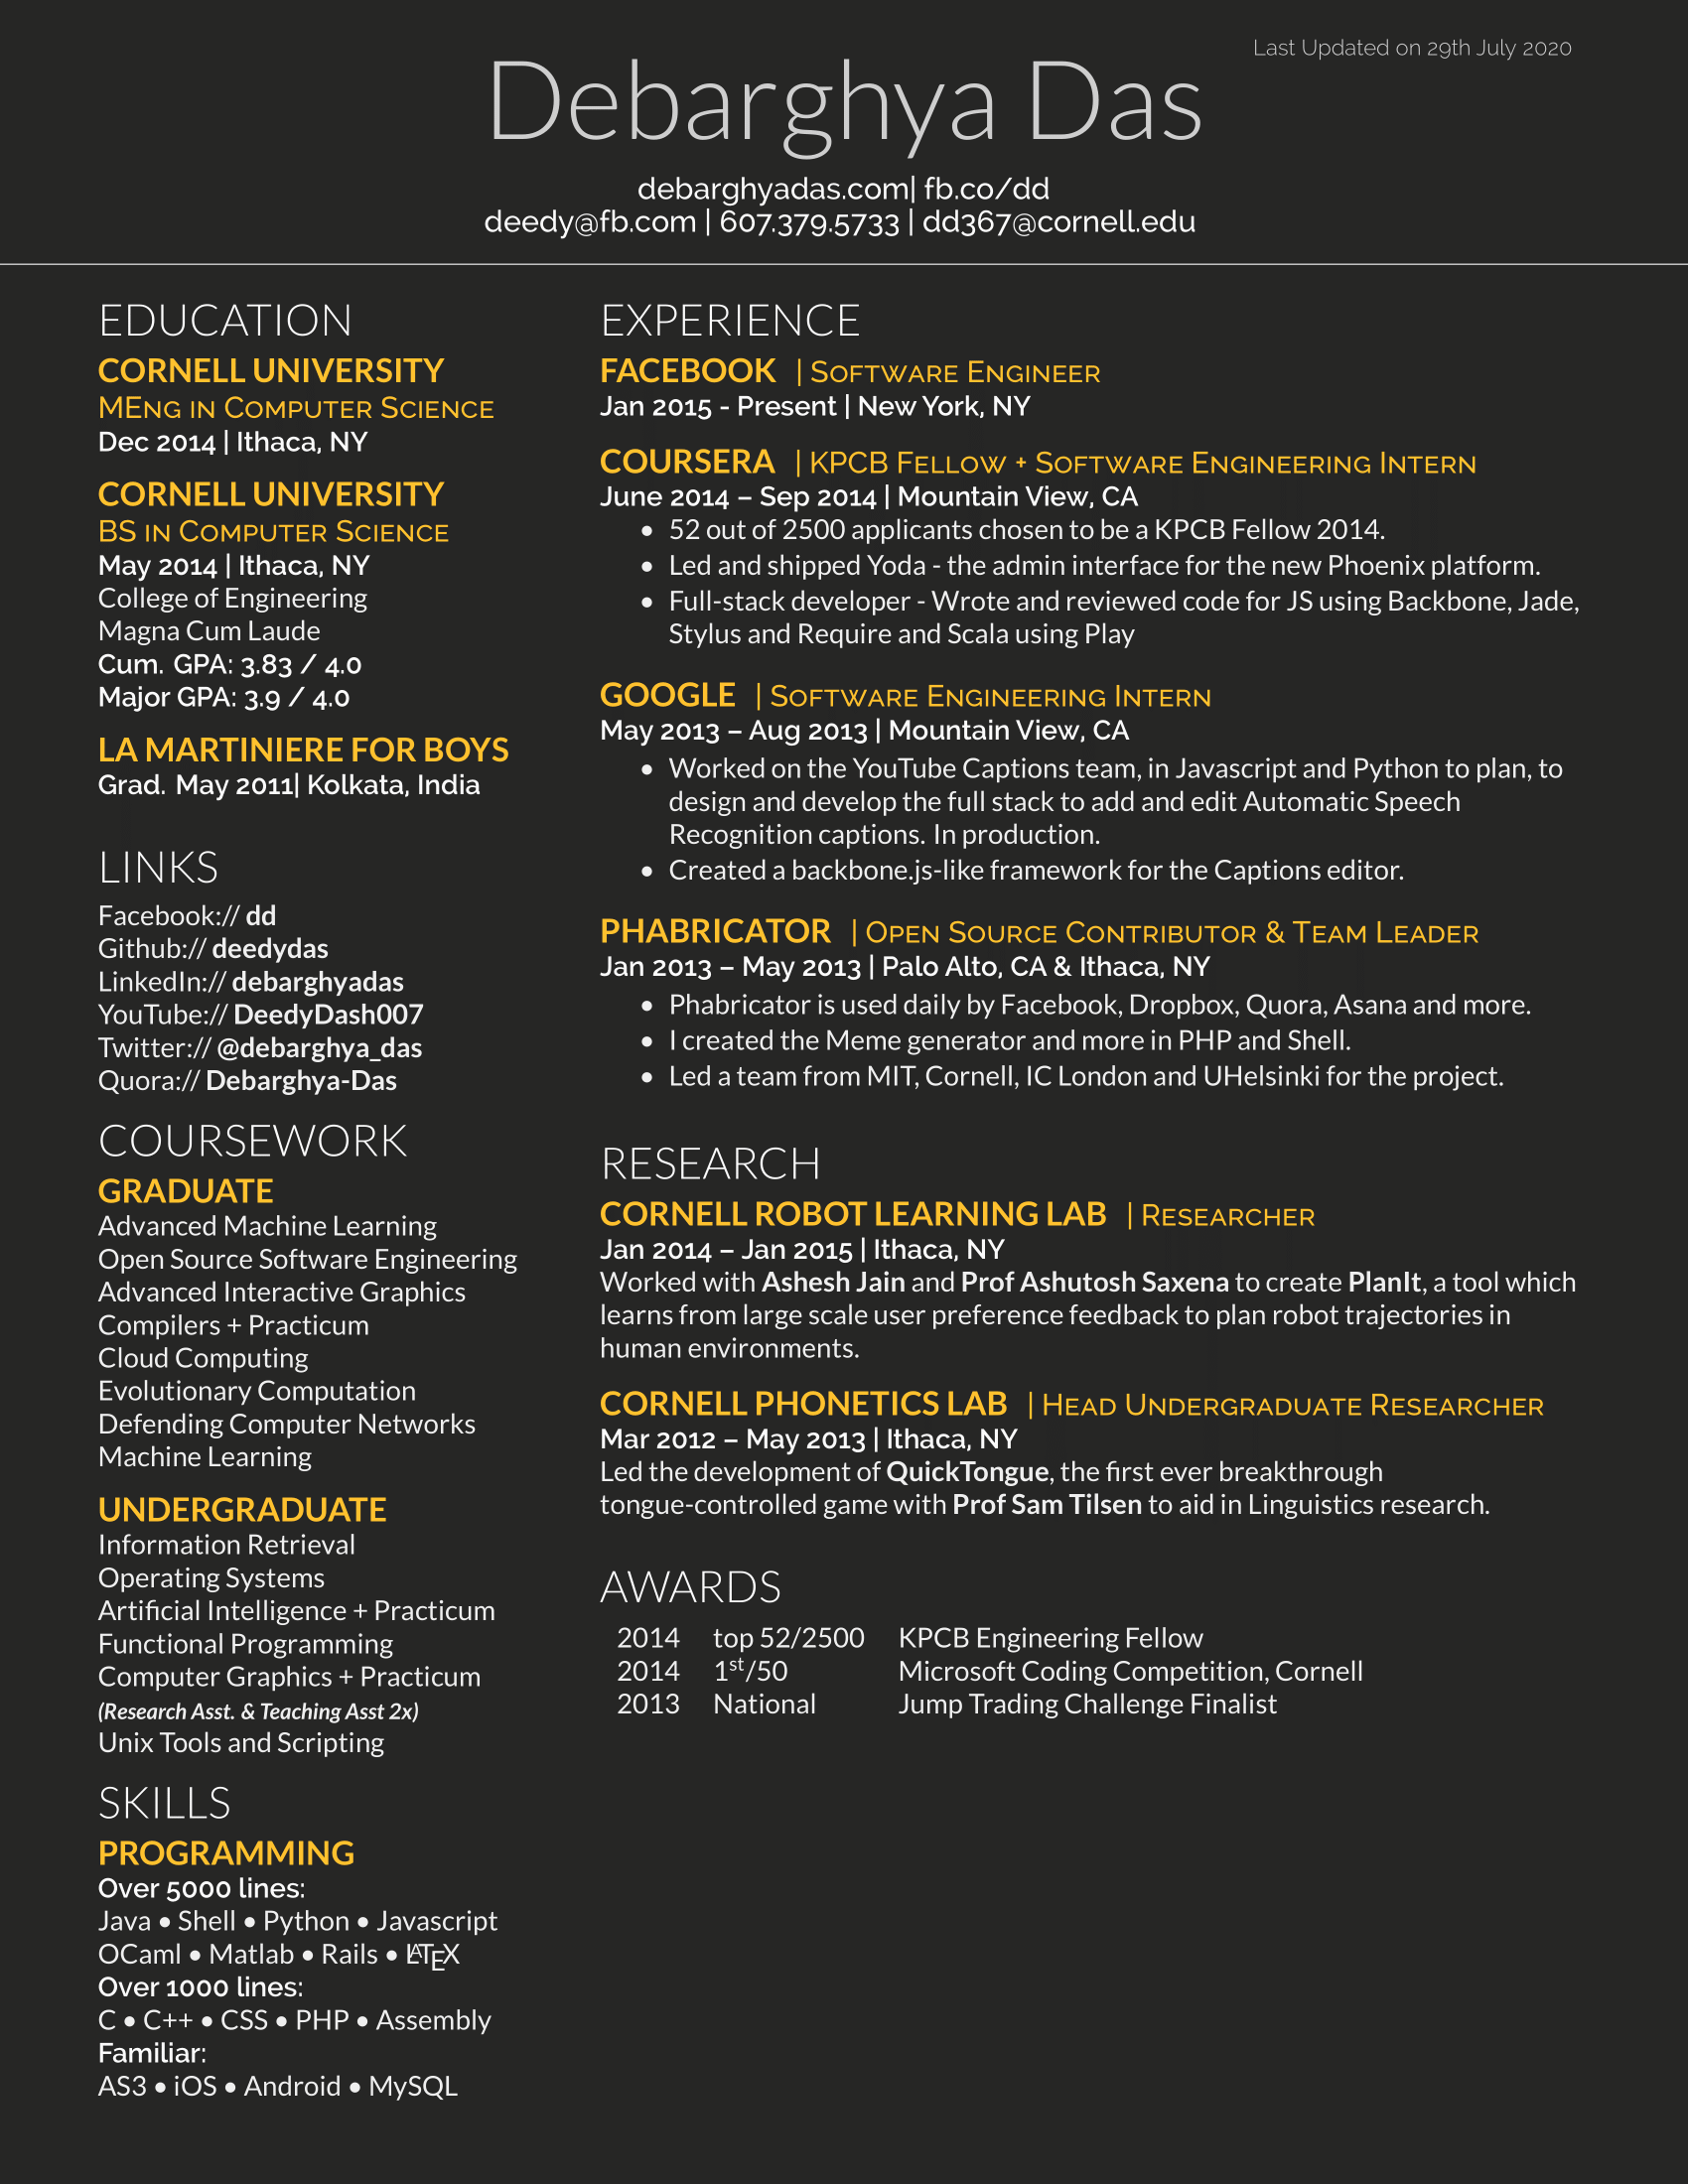 Last Updated on 29th July 2020
Debarghya Das
debarghyadas.com| fb.co/dd
deedy@fb.com | 607.379.5733 | dd367@cornell.edu
EDUCATION
CORNELL UNIVERSITY
MEng in Computer Science
Dec 2014 | Ithaca, NY
CORNELL UNIVERSITY
BS in Computer Science
May 2014 | Ithaca, NY
College of Engineering
Magna Cum Laude
Cum. GPA: 3.83 / 4.0
Major GPA: 3.9 / 4.0
LA MARTINIERE FOR BOYS
Grad. May 2011| Kolkata, India
LINKS
Facebook:// dd
Github:// deedydas
LinkedIn:// debarghyadas
YouTube:// DeedyDash007
Twitter:// @debarghya_das
Quora:// Debarghya-Das
COURSEWORK
GRADUATE
Advanced Machine Learning
Open Source Software Engineering
Advanced Interactive Graphics
Compilers + Practicum
Cloud Computing
Evolutionary Computation
Defending Computer Networks
Machine Learning
UNDERGRADUATE
Information Retrieval
Operating Systems
Artificial Intelligence + Practicum
Functional Programming
Computer Graphics + Practicum
(Research Asst. & Teaching Asst 2x)
Unix Tools and Scripting
SKILLS
PROGRAMMING
Over 5000 lines:
Java • Shell • Python • Javascript
OCaml • Matlab • Rails • LATEX
Over 1000 lines:
C • C++ • CSS • PHP • Assembly
Familiar:
AS3 • iOS • Android • MySQL
EXPERIENCE
FACEBOOK | Software Engineer
Jan 2015 - Present | New York, NY
COURSERA | KPCB Fellow + Software Engineering Intern
June 2014 – Sep 2014 | Mountain View, CA
• 52 out of 2500 applicants chosen to be a KPCB Fellow 2014.
• Led and shipped Yoda - the admin interface for the new Phoenix platform.
• Full-stack developer - Wrote and reviewed code for JS using Backbone, Jade,
Stylus and Require and Scala using Play
GOOGLE | Software Engineering Intern
May 2013 – Aug 2013 | Mountain View, CA
• Worked on the YouTube Captions team, in Javascript and Python to plan, to
design and develop the full stack to add and edit Automatic Speech
Recognition captions. In production.
• Created a backbone.js-like framework for the Captions editor.
PHABRICATOR | Open Source Contributor & Team Leader
Jan 2013 – May 2013 | Palo Alto, CA & Ithaca, NY
• Phabricator is used daily by Facebook, Dropbox, Quora, Asana and more.
• I created the Meme generator and more in PHP and Shell.
• Led a team from MIT, Cornell, IC London and UHelsinki for the project.
RESEARCH
CORNELL ROBOT LEARNING LAB | Researcher
Jan 2014 – Jan 2015 | Ithaca, NY
Worked with Ashesh Jain and Prof Ashutosh Saxena to create PlanIt, a tool which
learns from large scale user preference feedback to plan robot trajectories in
human environments.
CORNELL PHONETICS LAB | Head Undergraduate Researcher
Mar 2012 – May 2013 | Ithaca, NY
Led the development of QuickTongue, the first ever breakthrough
tongue-controlled game with Prof Sam Tilsen to aid in Linguistics research.
AWARDS
2014 top 52/2500 KPCB Engineering Fellow
2014 1st/50 Microsoft Coding Competition, Cornell
2013 National Jump Trading Challenge Finalist